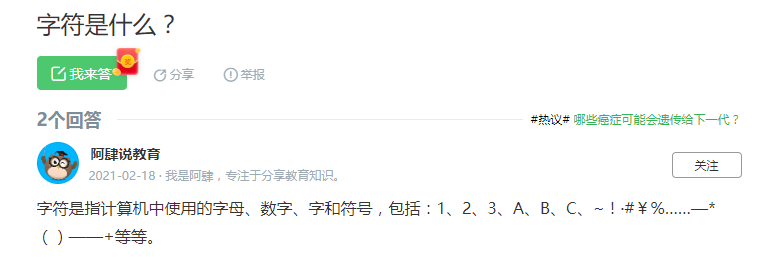 字符是什么？
我来答
分享
举报
2个回答
#热议# 哪些癌症可能会遗传给下一代？
阿肆说教育
2021-02-18 · 我是阿肆，专注于分享教育知识。
关注
字符是指计算机中使用的字母、数字、字和符号，包括：1、2、3、A、B、C、~！·#￥%……—*
（）——+等等。